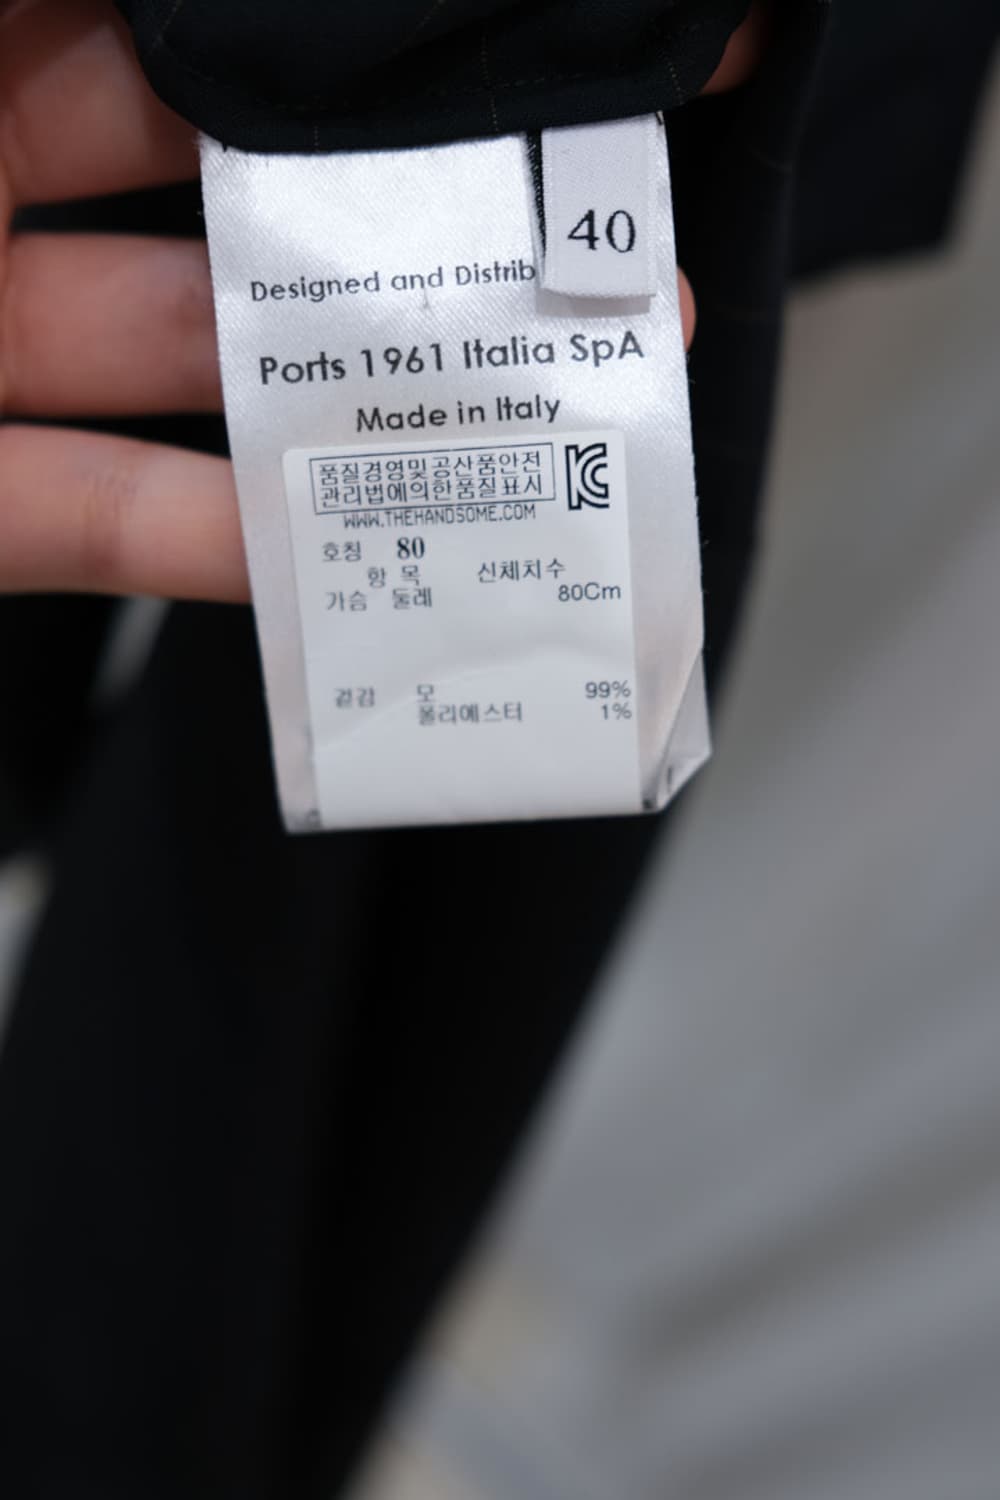 40
Designed and Distrib
Ports 1961 Italia SpA
Made in Italy
품질경영및공산품안전
관리법에의한품질표시
WWW.THEHANDSOME.COM
호칭 80
항 목 신체치수
가슴 둘레 80Cm
겉감 모 99%
폴리에스터 1%